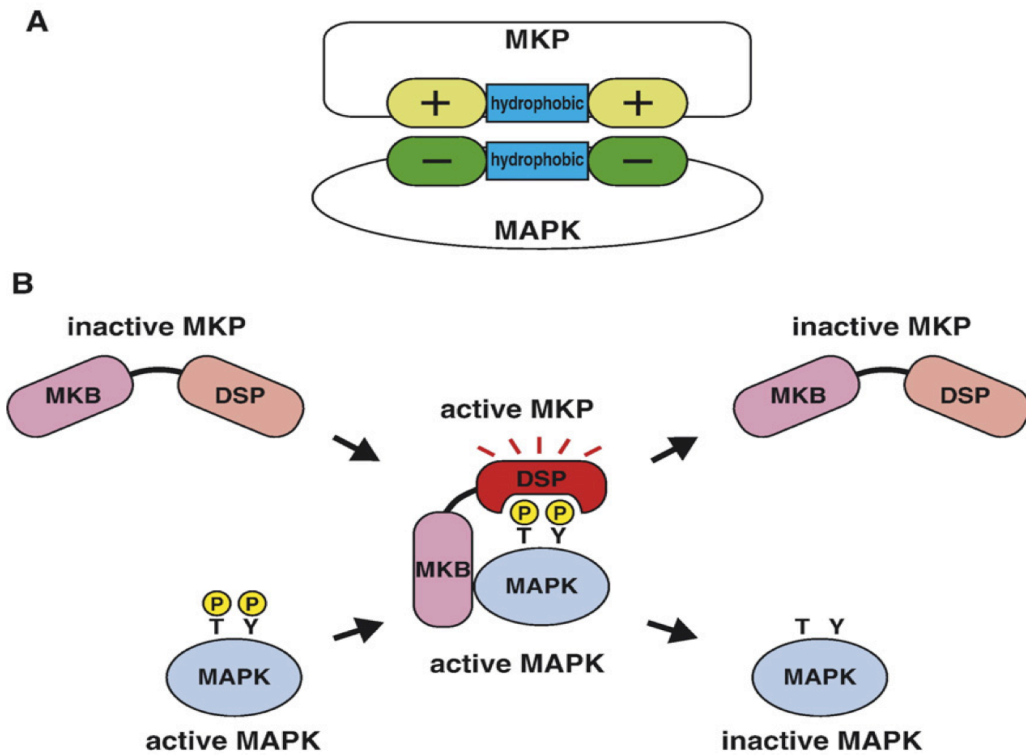 A
MKP
+ hydrophobic +
− hydrophobic −
MAPK
B
inactive MKP
MKB
DSP
inactive MKP
MKB
DSP
active MKP
DSP
P P
T Y
MKB
MAPK
active MAPK
P P
T Y
MAPK
active MAPK
T Y
MAPK
inactive MAPK